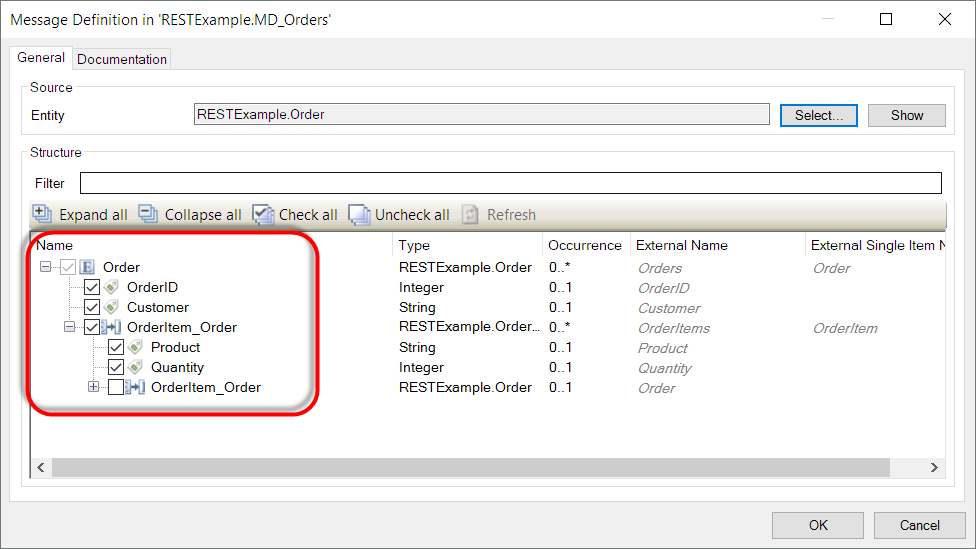 Message Definition in 'RESTExample.MD_Orders'
General Documentation
Source
Entity RESTExample.Order Select... Show
Structure
Filter
Expand all Collapse all Check all Uncheck all Refresh
Name Type Occurrence External Name External Single Item N
Order RESTExample.Order 0..* Orders Order
OrderID Integer 0..1 OrderID
Customer String 0..1 Customer
OrderItem_Order RESTExample.Order... 0..* OrderItems OrderItem
Product String 0..1 Product
Quantity Integer 0..1 Quantity
OrderItem_Order RESTExample.Order 0..1 Order
OK Cancel